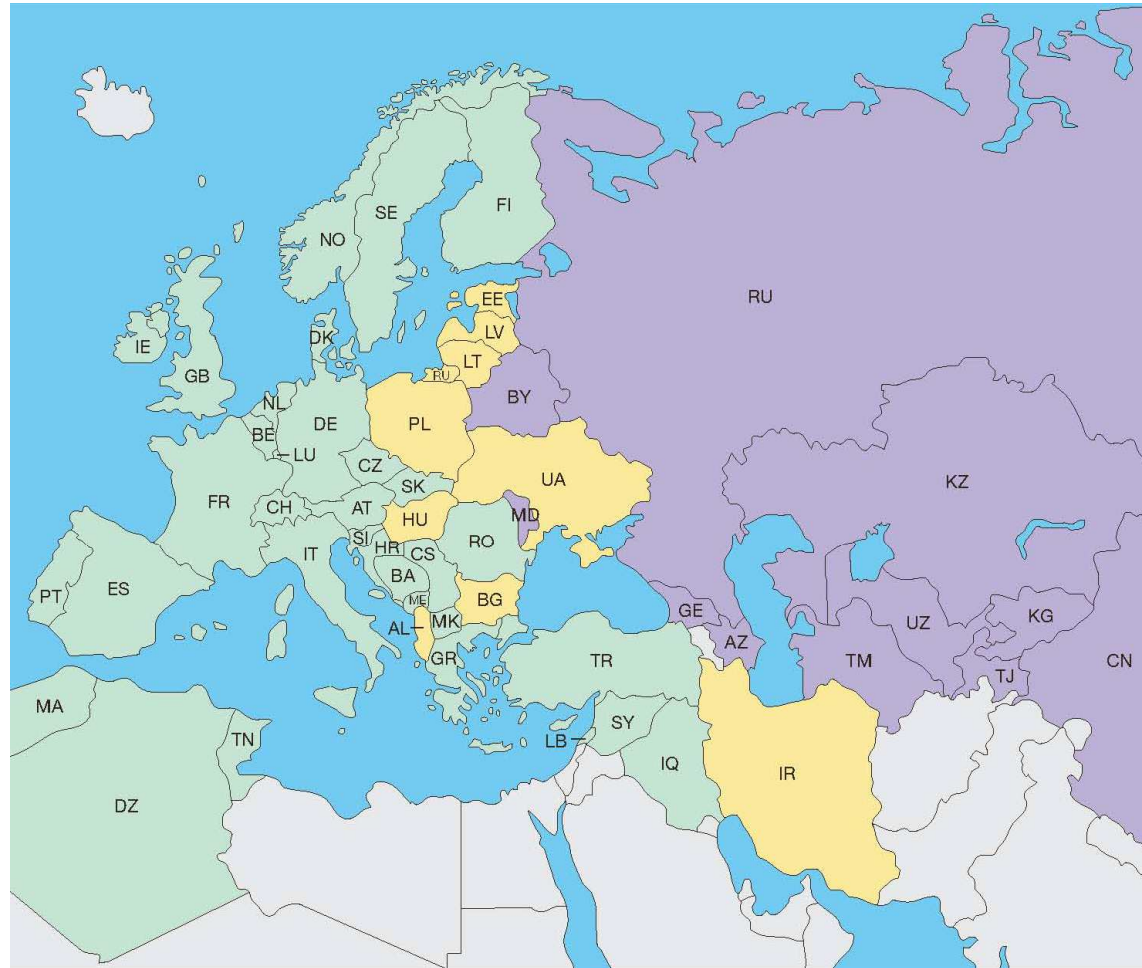 FI
SE
NO
RU
EE
LV
DK
IE
LT
RU
GB
BY
NL
PL
DE
BE
LU
CZ
UA
KZ
SK
FR
CH
AT
MD
HU
SI
RO
HR
CS
IT
BA
ES
PT
ME
BG
GE
KG
MK
UZ
AL
AZ
GR
TR
TM
TJ
CN
MA
SY
TN
LB
IQ
IR
DZ